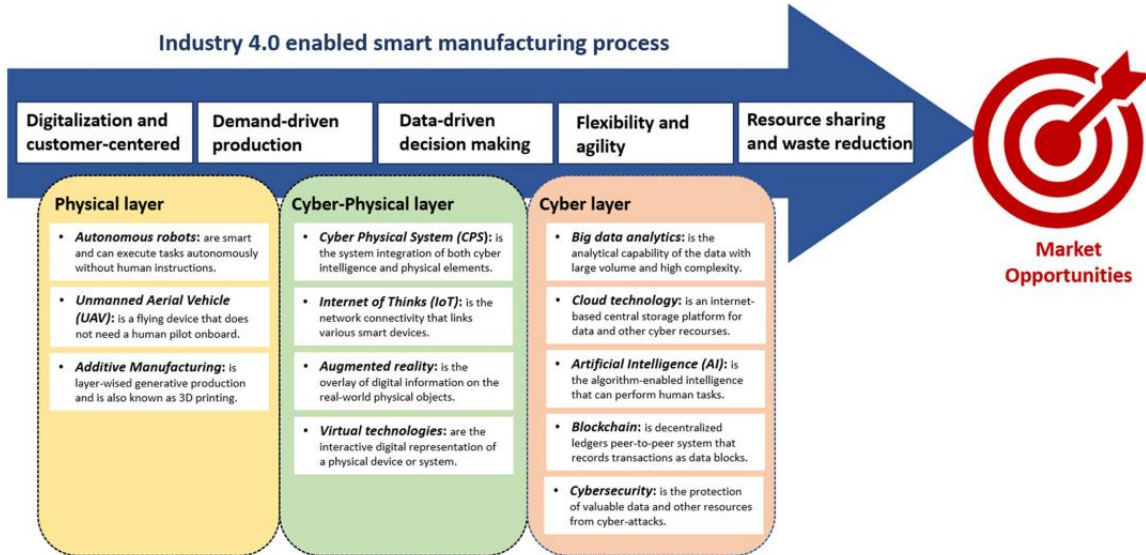 Industry 4.0 enabled smart manufacturing process
Digitalization and
customer-centered
Demand-driven
production
Data-driven
decision making
Flexibility and
agility
Resource sharing
and waste reduction
Market
Opportunities
Physical layer
• Autonomous robots: are smart
and can execute tasks autonomously
without human instructions.
• Unmanned Aerial Vehicle
(UAV): is a flying device that does
not need a human pilot onboard.
• Additive Manufacturing: is
layer-wised generative production
and is also known as 3D printing.
Cyber-Physical layer
• Cyber Physical System (CPS): is
the system integration of both cyber
intelligence and physical elements.
• Internet of Thinks (IoT): is the
network connectivity that links
various smart devices.
• Augmented reality: is the
overlay of digital information on the
real-world physical objects.
• Virtual technologies: are the
interactive digital representation of
a physical device or system.
Cyber layer
• Big data analytics: is the
analytical capability of the data with
large volume and high complexity.
• Cloud technology: is an internet-
based central storage platform for
data and other cyber recourses.
• Artificial Intelligence (AI): is
the algorithm-enabled intelligence
that can perform human tasks.
• Blockchain: is decentralized
ledgers peer-to-peer system that
records transactions as data blocks.
• Cybersecurity: is the protection
of valuable data and other resources
from cyber-attacks.